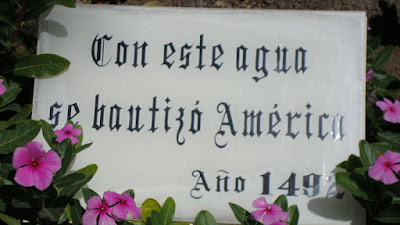 Con este agua
se bautizó América
Año 1492